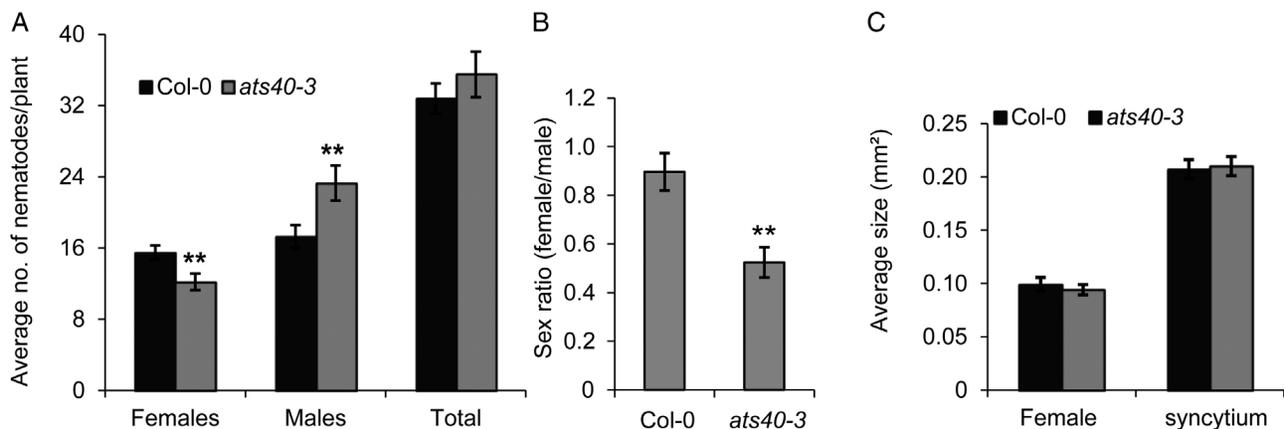 A
Average no. of nematodes/plant
40
32
24
16
8
0
Col-0 ats40-3
**
**
Females Males Total
B
Sex ratio (female/male)
1.2
1.0
0.8
0.6
0.4
0.2
0
**
Col-0 ats40-3
C
Average size (mm²)
0.25
0.20
0.15
0.10
0.05
0
Col-0 ats40-3
Female syncytium